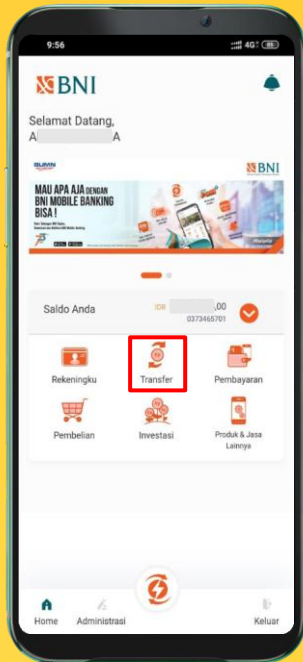 9:56
4G
BNI
Selamat Datang,
A A
BUMN
BNI
MAU APA AJA DENGAN
BNI MOBILE BANKING
BISA !
Saldo Anda
IDR ,00
0373465701
Rekeningku
Transfer
Pembayaran
Pembelian
Investasi
Produk & Jasa
Lainnya
Home
Administrasi
Keluar